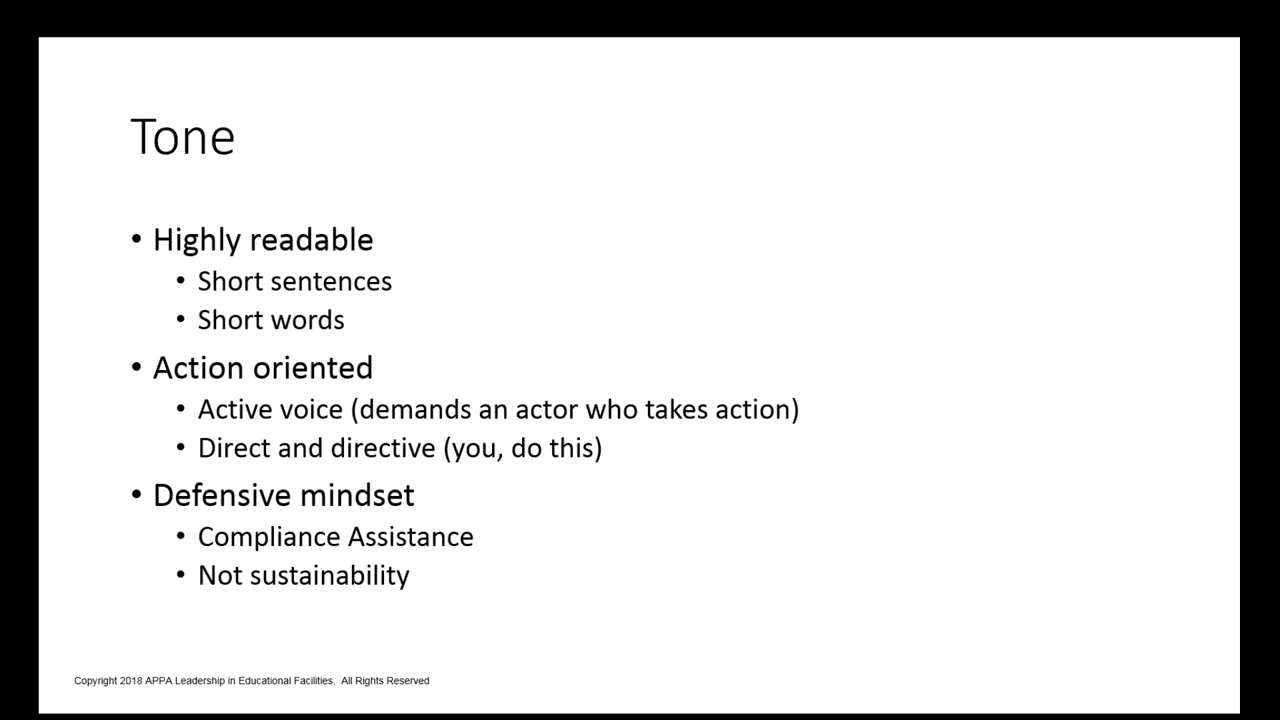 Tone
• Highly readable
• Short sentences
• Short words
• Action oriented
• Active voice (demands an actor who takes action)
• Direct and directive (you, do this)
• Defensive mindset
• Compliance Assistance
• Not sustainability
Copyright 2018 APPA Leadership in Educational Facilities.  All Rights Reserved